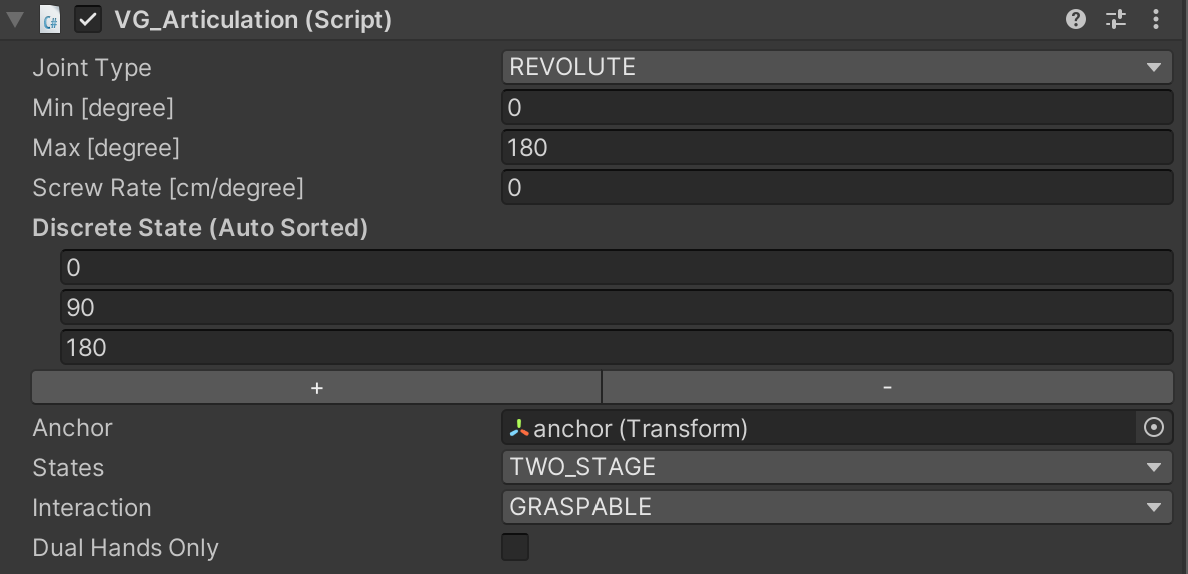 VG_Articulation (Script)
Joint Type REVOLUTE
Min [degree] 0
Max [degree] 180
Screw Rate [cm/degree] 0
Discrete State (Auto Sorted)
0
90
180
+ -
Anchor anchor (Transform)
States TWO_STAGE
Interaction GRASPABLE
Dual Hands Only